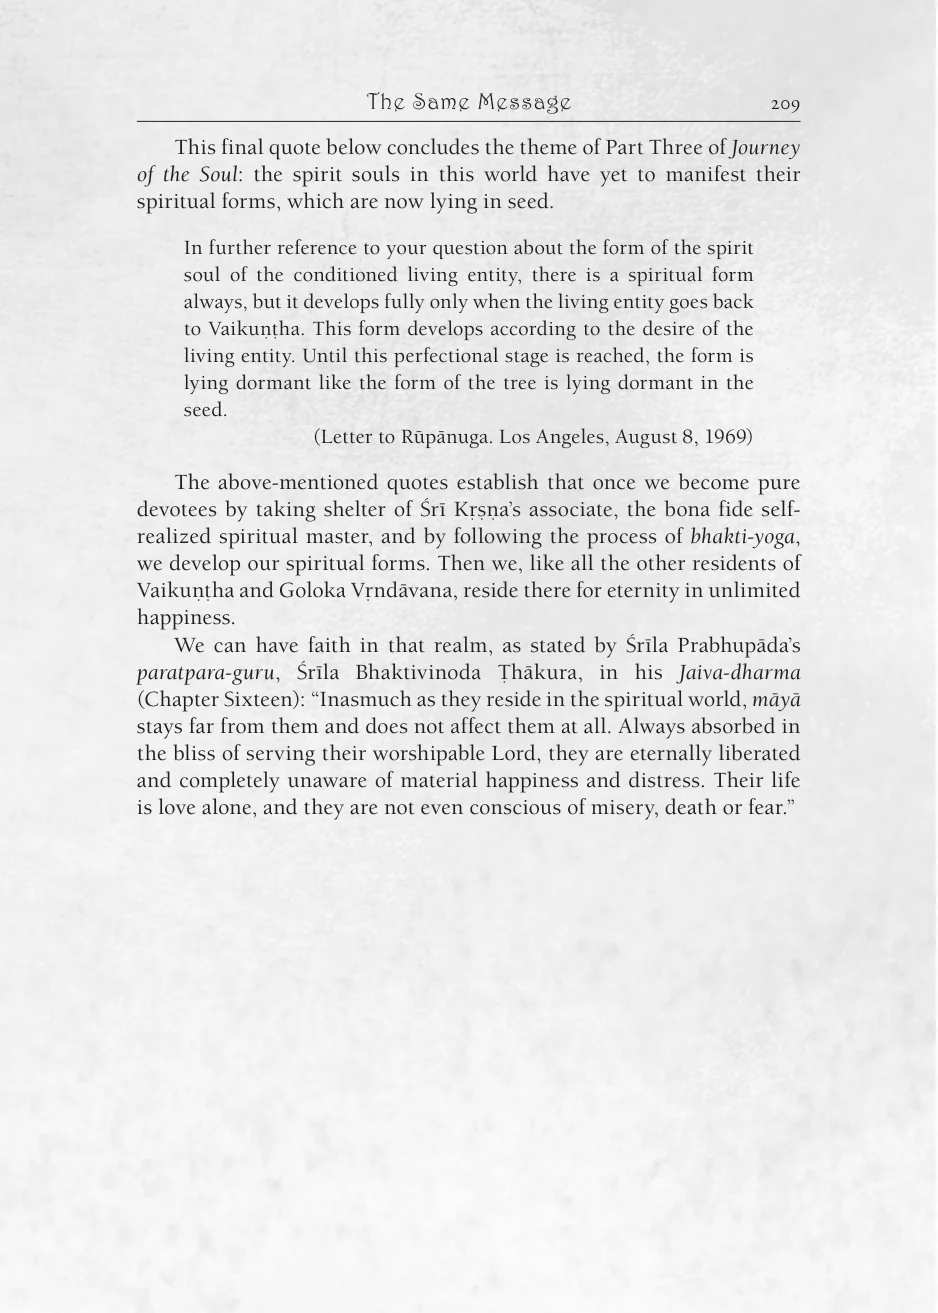 The Same Message 209
This final quote below concludes the theme of Part Three of Journey
of the Soul: the spirit souls in this world have yet to manifest their
spiritual forms, which are now lying in seed.
In further reference to your question about the form of the spirit
soul of the conditioned living entity, there is a spiritual form
always, but it develops fully only when the living entity goes back
to Vaikuṇṭha. This form develops according to the desire of the
living entity. Until this perfectional stage is reached, the form is
lying dormant like the form of the tree is lying dormant in the
seed.
(Letter to Rūpānuga. Los Angeles, August 8, 1969)
The above-mentioned quotes establish that once we become pure
devotees by taking shelter of Śrī Kṛṣṇa’s associate, the bona fide self-
realized spiritual master, and by following the process of bhakti-yoga,
we develop our spiritual forms. Then we, like all the other residents of
Vaikuṇṭha and Goloka Vṛndāvana, reside there for eternity in unlimited
happiness.
We can have faith in that realm, as stated by Śrīla Prabhupāda’s
paratpara-guru, Śrīla Bhaktivinoda Ṭhākura, in his Jaiva-dharma
(Chapter Sixteen): “Inasmuch as they reside in the spiritual world, māyā
stays far from them and does not affect them at all. Always absorbed in
the bliss of serving their worshipable Lord, they are eternally liberated
and completely unaware of material happiness and distress. Their life
is love alone, and they are not even conscious of misery, death or fear.”